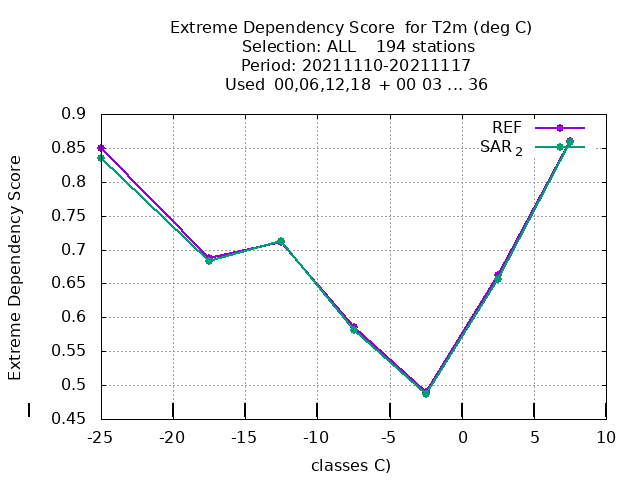 Extreme Dependency Score for T2m (deg C)
Selection: ALL 194 stations
Period: 20211110-20211117
Used 00,06,12,18 + 00 03 ... 36
REF
SAR 2
Extreme Dependency Score
0.9
0.85
0.8
0.75
0.7
0.65
0.6
0.55
0.5
0.45
-25 -20 -15 -10 -5 0 5 10
classes C)